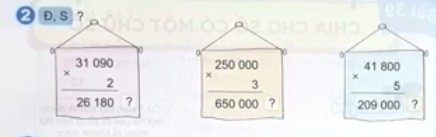 2 Đ, S ?
31 090
×
2
26 180 ?
250 000
×
3
650 000 ?
41 800
×
5
209 000 ?